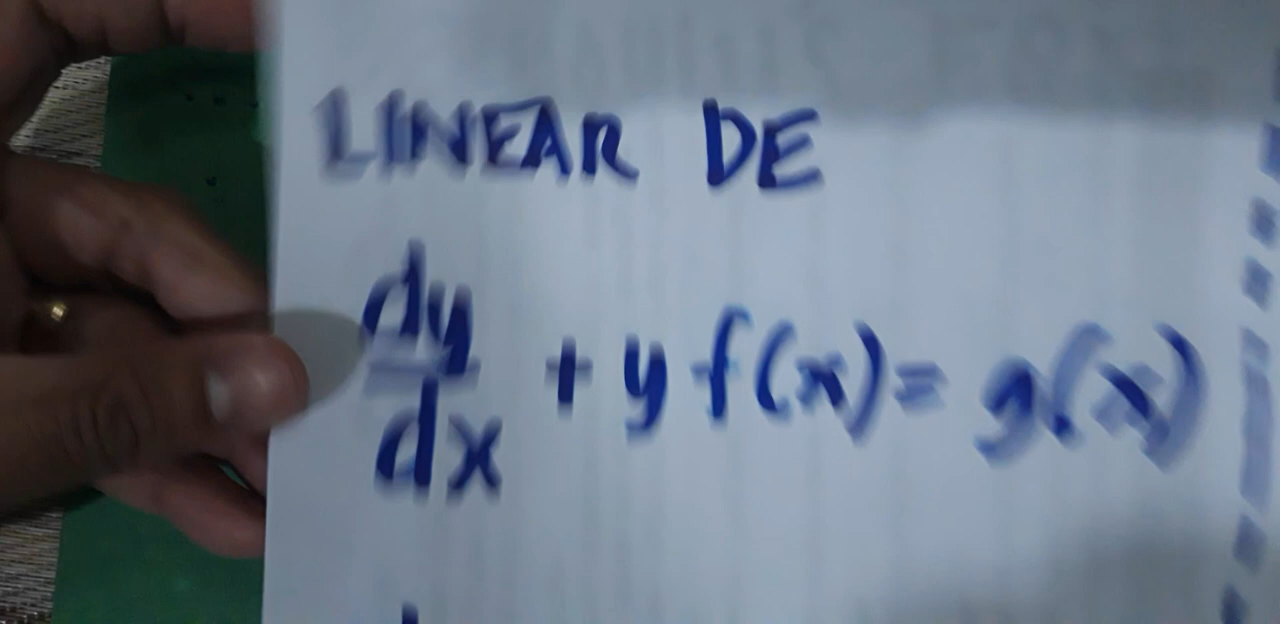 LINEAR DE
dy/dx + y f(x) = g(x)